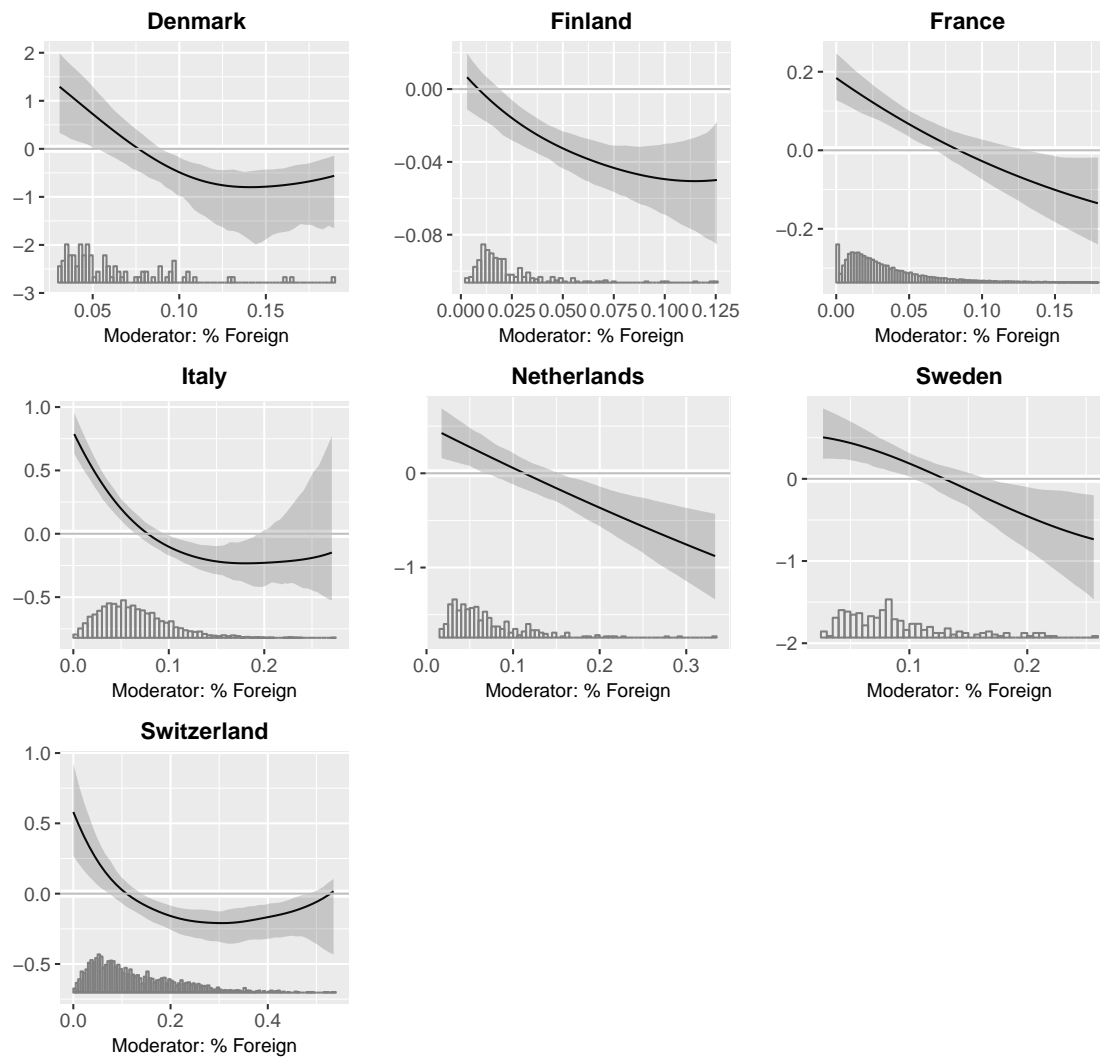 Denmark
2
1
0
−1
−2
−3
0.05 0.10 0.15
Moderator: % Foreign
Finland
0.00
−0.04
−0.08
0.000 0.025 0.050 0.075 0.100 0.125
Moderator: % Foreign
France
0.2
0.0
−0.2
0.00 0.05 0.10 0.15
Moderator: % Foreign
Italy
1.0
0.5
0.0
−0.5
0.0 0.1 0.2
Moderator: % Foreign
Netherlands
0
−1
0.0 0.1 0.2 0.3
Moderator: % Foreign
Sweden
0
−1
−2
0.1 0.2
Moderator: % Foreign
Switzerland
1.0
0.5
0.0
−0.5
0.0 0.2 0.4
Moderator: % Foreign